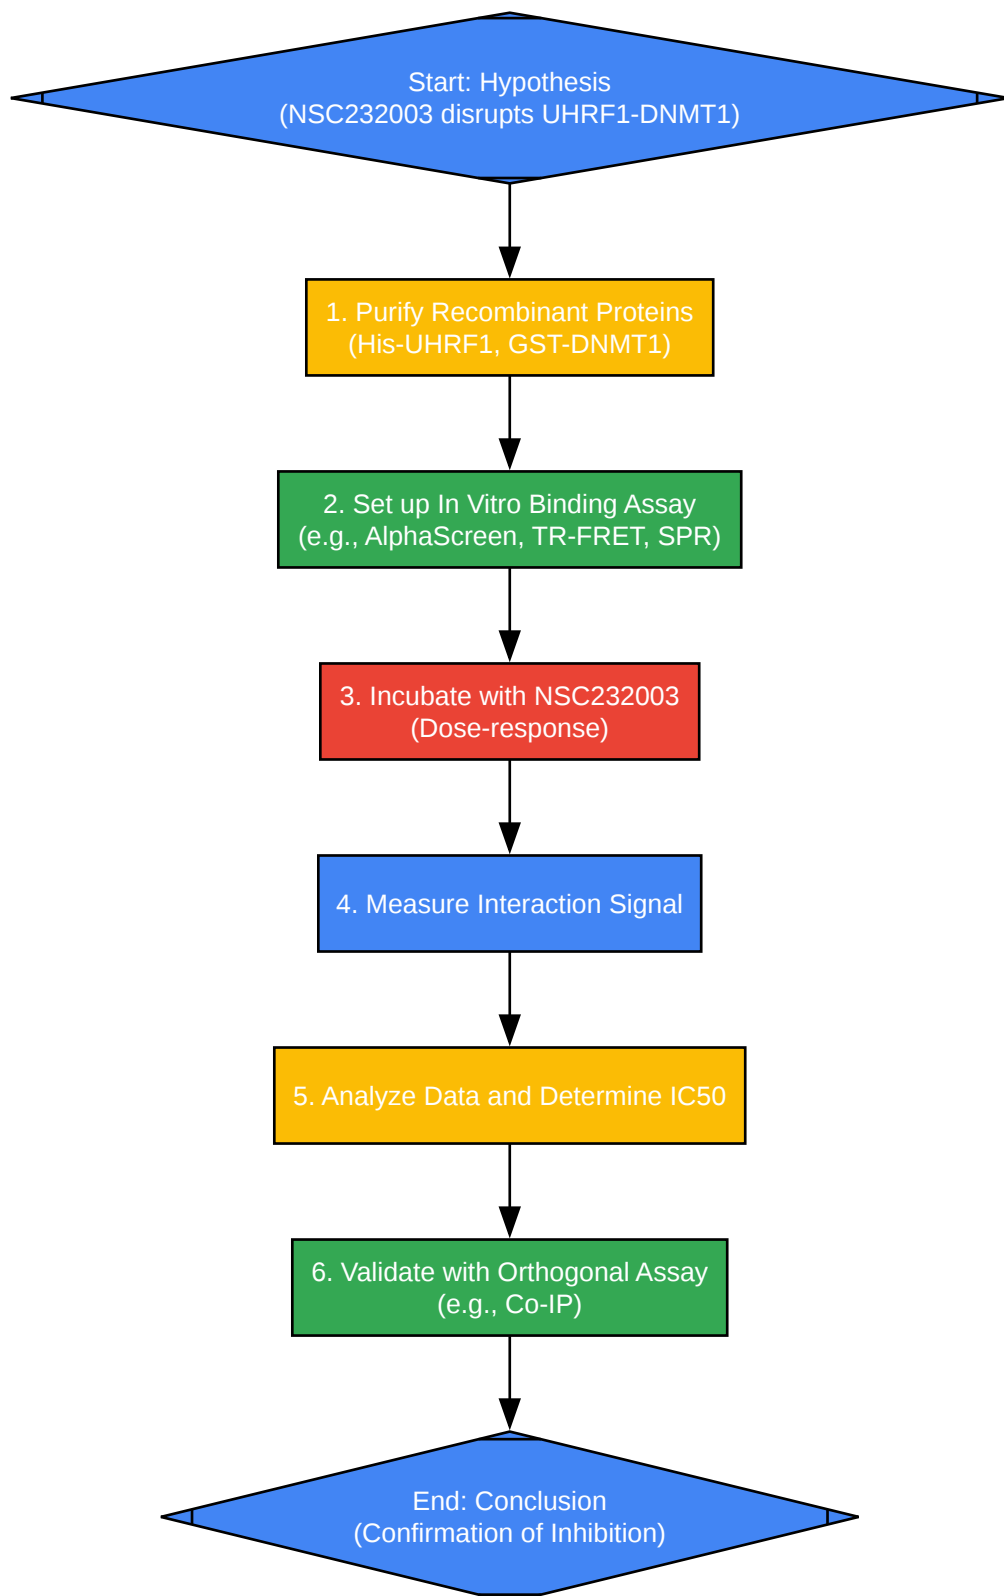 Start: Hypothesis
(NSC232003 disrupts UHRF1-DNMT1)
1. Purify Recombinant Proteins
(His-UHRF1, GST-DNMT1)
2. Set up In Vitro Binding Assay
(e.g., AlphaScreen, TR-FRET, SPR)
3. Incubate with NSC232003
(Dose-response)
4. Measure Interaction Signal
5. Analyze Data and Determine IC50
6. Validate with Orthogonal Assay
(e.g., Co-IP)
End: Conclusion
(Confirmation of Inhibition)